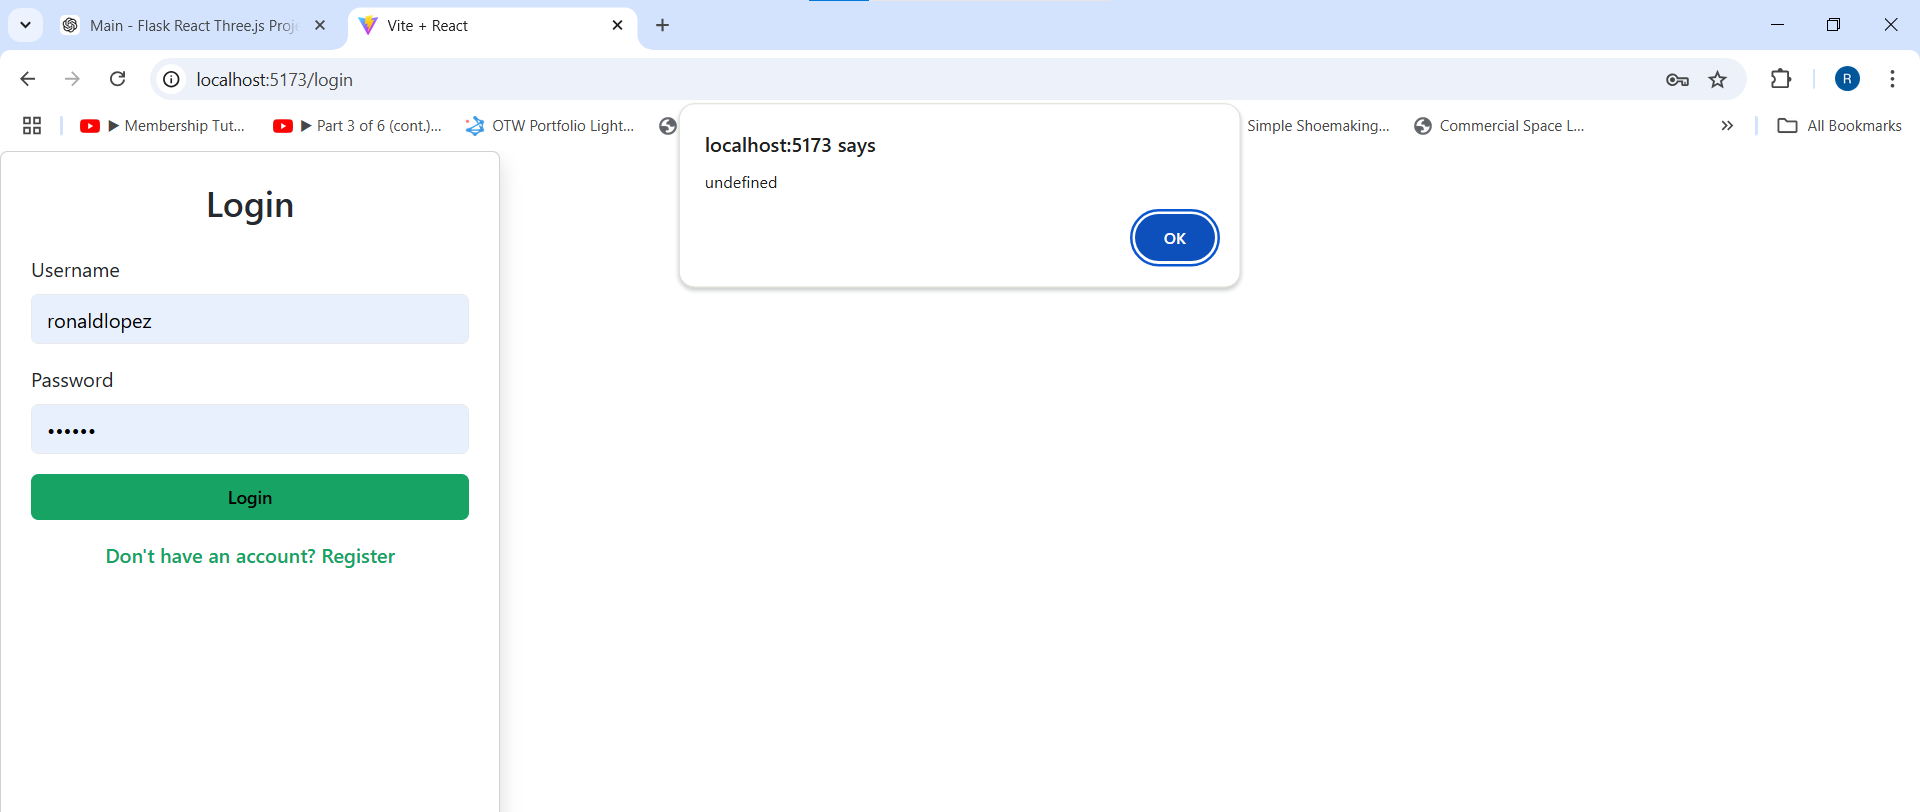 Main - Flask React Three.js Proje
Vite + React
localhost:5173/login
R
▶ Membership Tut...
▶ Part 3 of 6 (cont.)...
OTW Portfolio Light...
Simple Shoemaking...
Commercial Space L...
All Bookmarks
localhost:5173 says
undefined
OK
Login
Username
ronaldlopez
Password
••••••
Login
Don't have an account? Register